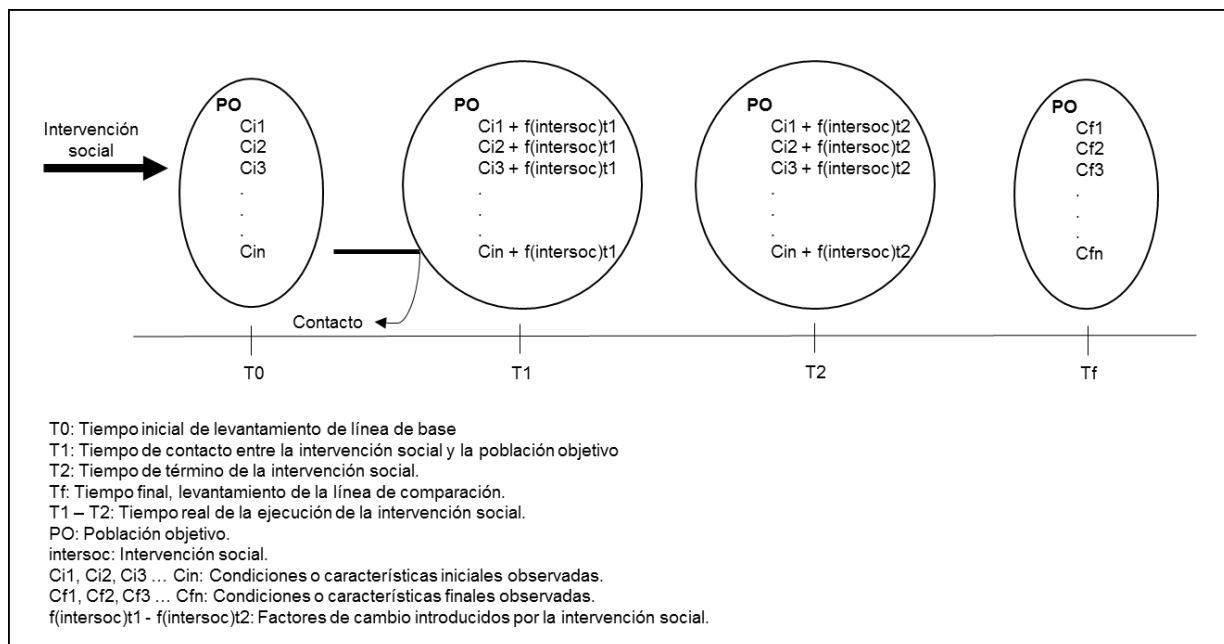 Intervención
social
PO
Ci1
Ci2
Ci3
.
.
.
Cin
PO
Ci1 + f(intersoc)t1
Ci2 + f(intersoc)t1
Ci3 + f(intersoc)t1
.
.
.
Cin + f(intersoc)t1
PO
Ci1 + f(intersoc)t2
Ci2 + f(intersoc)t2
Ci3 + f(intersoc)t2
.
.
.
Cin + f(intersoc)t2
PO
Cf1
Cf2
Cf3
.
.
.
Cfn
Contacto
T0
T1
T2
Tf
T0: Tiempo inicial de levantamiento de línea de base
T1: Tiempo de contacto entre la intervención social y la población objetivo
T2: Tiempo de término de la intervención social.
Tf: Tiempo final, levantamiento de la línea de comparación.
T1 – T2: Tiempo real de la ejecución de la intervención social.
PO: Población objetivo.
intersoc: Intervención social.
Ci1, Ci2, Ci3 … Cin: Condiciones o características iniciales observadas.
Cf1, Cf2, Cf3 … Cfn: Condiciones o características finales observadas.
f(intersoc)t1 - f(intersoc)t2: Factores de cambio introducidos por la intervención social.